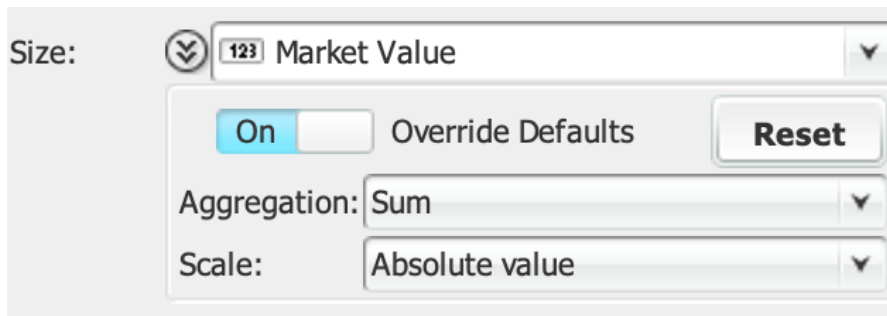 Size: 123 Market Value
On Override Defaults Reset
Aggregation: Sum
Scale: Absolute value